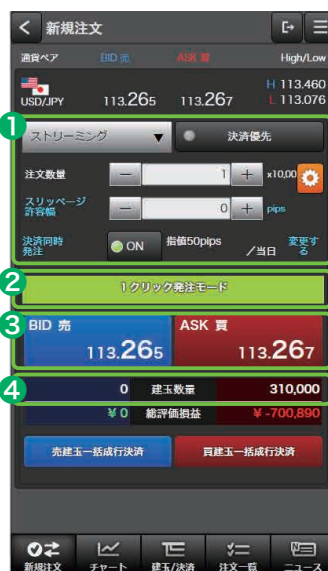 新規注文
通貨ペア BID 売 ASK 買 High/Low
USD/JPY 113.265 113.267 H 113.460
L 113.076
1
ストリーミング ▼ 決済優先
注文数量 − 1 + x10,00
スリッページ
許容幅 − 0 + pips
決済同時
発注 ON 指値50pips
/当日 変更す
る
2
1クリック発注モード
3
BID 売 ASK 買
113.265 113.267
4
0 建玉数量 310,000
¥ 0 総評価損益 ¥ -700,890
売建玉一括成行決済 買建玉一括成行決済
新規注文 チャート 建玉/決済 注文一覧 ニュース